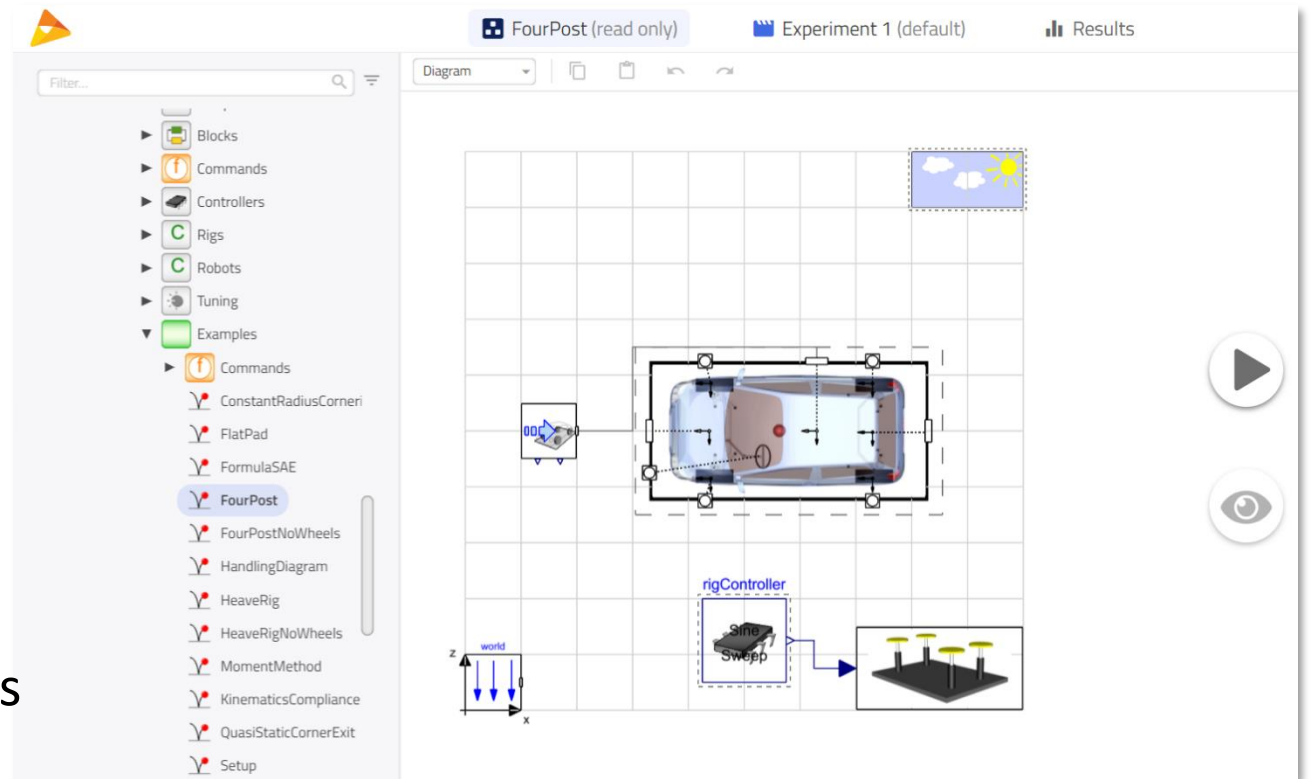 FourPost (read only)
Experiment 1 (default)
Results
Filter...
Diagram
Blocks
Commands
Controllers
Rigs
Robots
Tuning
Examples
Commands
ConstantRadiusCorneri
FlatPad
FormulaSAE
FourPost
FourPostNoWheels
HandlingDiagram
HeaveRig
HeaveRigNoWheels
MomentMethod
KinematicsCompliance
QuasiStaticCornerExit
Setup
f
C
C
f
rigController
Sine
Sweep
world
z
x
s